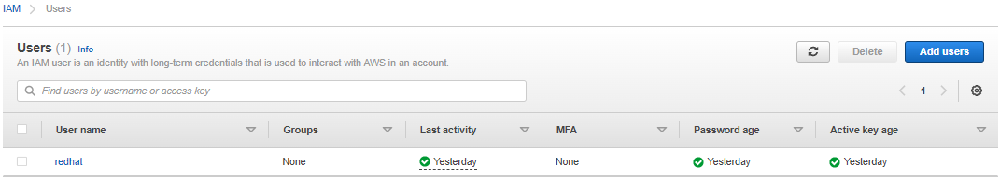 IAM > Users
Users (1) Info
An IAM user is an identity with long-term credentials that is used to interact with AWS in an account.
Delete
Add users
Find users by username or access key
1
User name Groups Last activity MFA Password age Active key age
redhat None Yesterday None Yesterday Yesterday